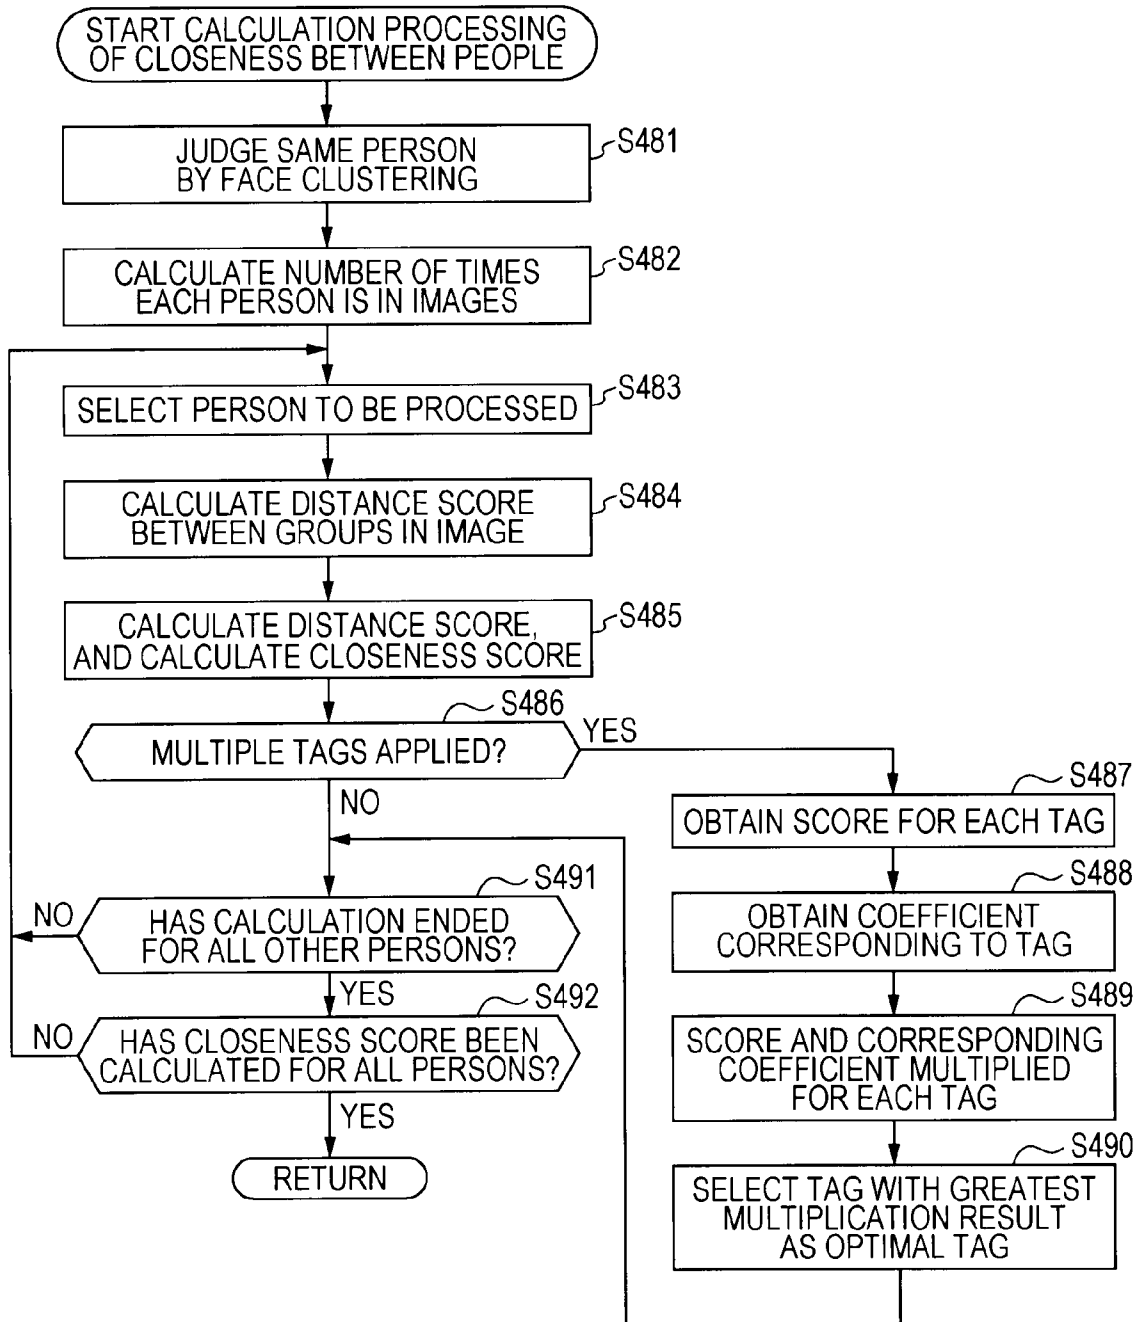 START CALCULATION PROCESSING
OF CLOSENESS BETWEEN PEOPLE
JUDGE SAME PERSON
BY FACE CLUSTERING
S481
CALCULATE NUMBER OF TIMES
EACH PERSON IS IN IMAGES
S482
SELECT PERSON TO BE PROCESSED
S483
CALCULATE DISTANCE SCORE
BETWEEN GROUPS IN IMAGE
S484
CALCULATE DISTANCE SCORE,
AND CALCULATE CLOSENESS SCORE
S485
S486
MULTIPLE TAGS APPLIED?
YES
NO
S487
OBTAIN SCORE FOR EACH TAG
S488
OBTAIN COEFFICIENT
CORRESPONDING TO TAG
S489
SCORE AND CORRESPONDING
COEFFICIENT MULTIPLIED
FOR EACH TAG
S490
SELECT TAG WITH GREATEST
MULTIPLICATION RESULT
AS OPTIMAL TAG
S491
NO
HAS CALCULATION ENDED
FOR ALL OTHER PERSONS?
YES
S492
NO
HAS CLOSENESS SCORE BEEN
CALCULATED FOR ALL PERSONS?
YES
RETURN